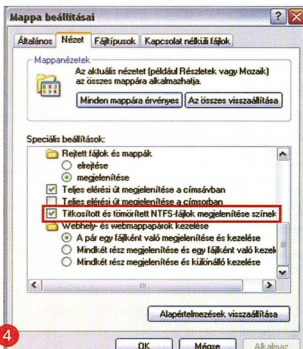 Mappa beállításai
Általános Nézet Fájltípusok Kapcsolat nélküli fájlok
Mappanézetek
Az aktuális nézetet (például Részletek vagy Mozaik)
az összes mappára alkalmazhatja.
Minden mappára érvényes Az összes visszaállítása
Speciális beállítások:
Rejtett fájlok és mappák
elrejtése
megjelenítése
Teljes elérési út megjelenítése a címsávban
Teljes elérési út megjelenítése a címsorban
Titkosított és tömörített NTFS-fájlok megjelenítése színek
Webhely- és webmappapárok kezelése
A pár egy fájlként való megjelenítése és kezelése
Mindkét rész megjelenítése és egy fájlként való kezel
Mindkét rész megjelenítése és különálló kezelése
Alapértelmezések visszaállítása
4
OK Mégse Alkalmaz